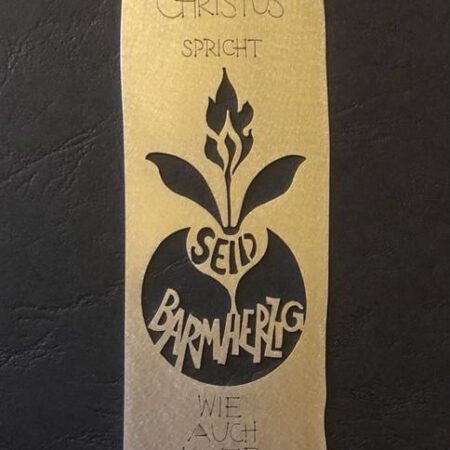 CHRISTUS
SPRICHT
SEID
BARMHERZIG
WIE
AUCH